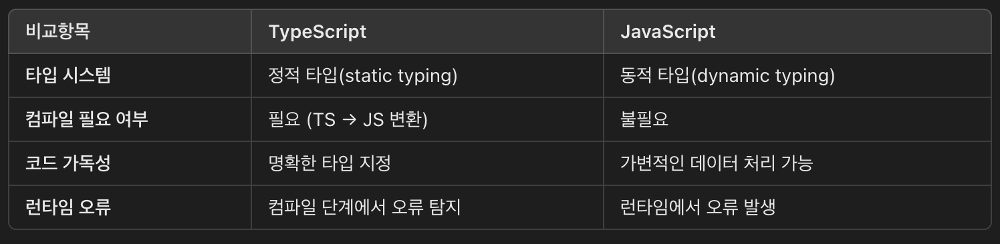 비교항목 TypeScript JavaScript
타입 시스템 정적 타입(static typing) 동적 타입(dynamic typing)
컴파일 필요 여부 필요 (TS → JS 변환) 불필요
코드 가독성 명확한 타입 지정 가변적인 데이터 처리 가능
런타임 오류 컴파일 단계에서 오류 탐지 런타임에서 오류 발생